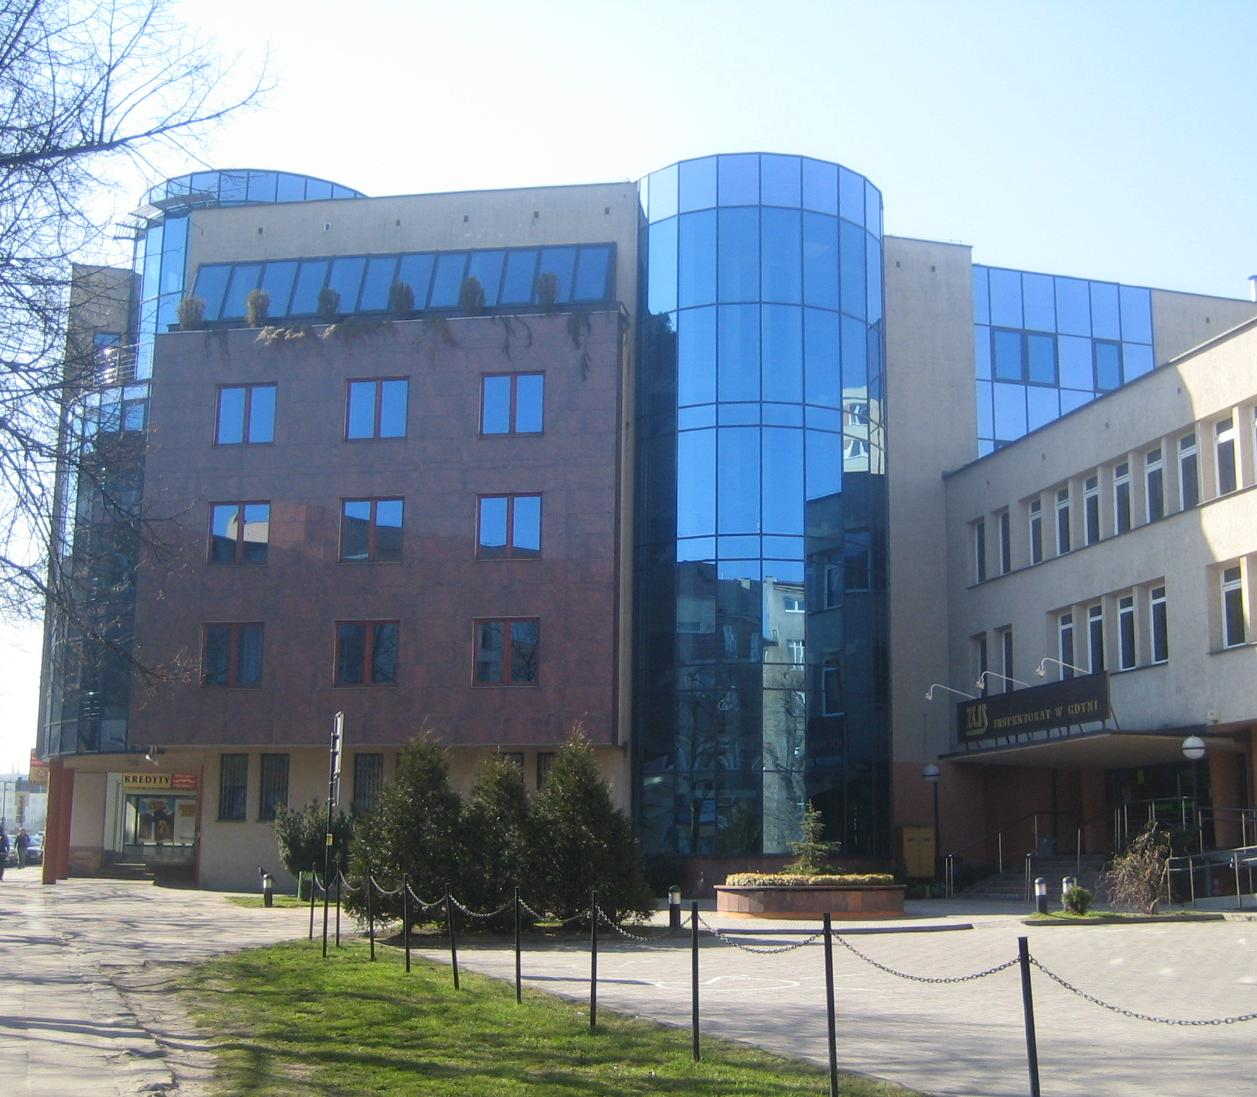 KREDYTY
ZUS INSPEKTORAT W GDYNI